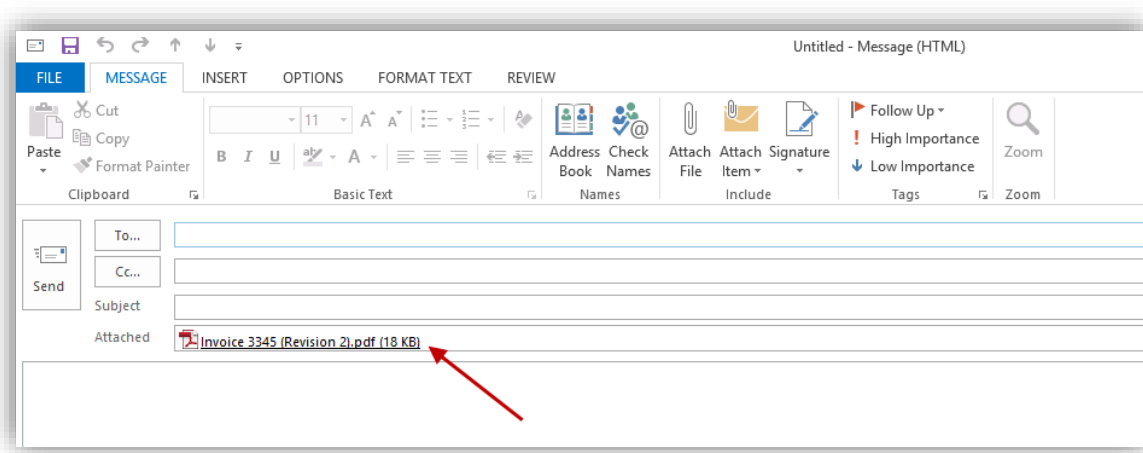 Untitled - Message (HTML)
FILE MESSAGE INSERT OPTIONS FORMAT TEXT REVIEW
Paste
Cut
Copy
Format Painter
Clipboard
11
A A
B I U aby A
Basic Text
Address Book
Check Names
Names
Attach File
Attach Item
Signature
Include
Follow Up
! High Importance
Low Importance
Tags
Zoom
Zoom
Send
To...
Cc...
Subject
Attached Invoice 3345 (Revision 2).pdf (18 KB)